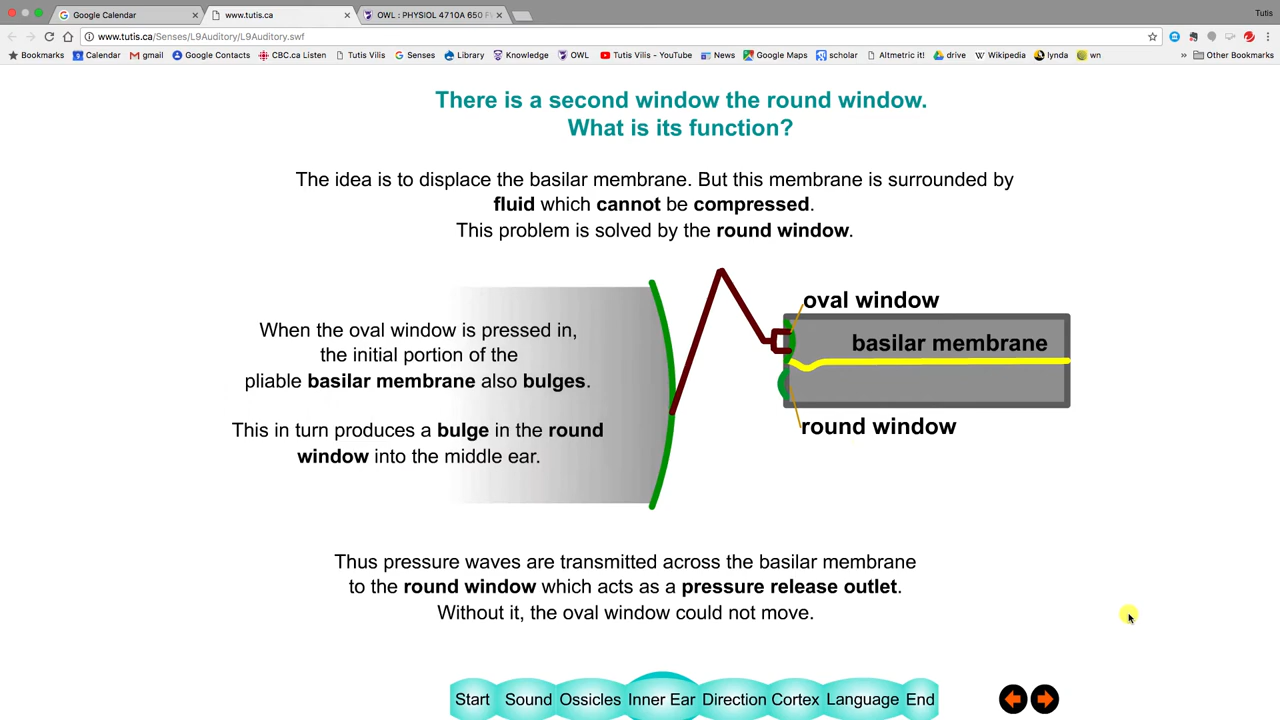 Google Calendar
www.tutis.ca
OWL : PHYSIOL 4710A 650 F
Tutis
www.tutis.ca/Senses/L9Auditory/L9Auditory.swf
Bookmarks Calendar gmail Google Contacts CBC.ca Listen Tutis Vilis Senses Library Knowledge OWL Tutis Vilis - YouTube News Google Maps scholar Altmetric it! drive Wikipedia lynda wn » Other Bookmarks
There is a second window the round window.
What is its function?
The idea is to displace the basilar membrane. But this membrane is surrounded by
fluid which cannot be compressed.
This problem is solved by the round window.
oval window
When the oval window is pressed in,
the initial portion of the
pliable basilar membrane also bulges.
basilar membrane
This in turn produces a bulge in the round
window into the middle ear.
round window
Thus pressure waves are transmitted across the basilar membrane
to the round window which acts as a pressure release outlet.
Without it, the oval window could not move.
Start Sound Ossicles Inner Ear Direction Cortex Language End